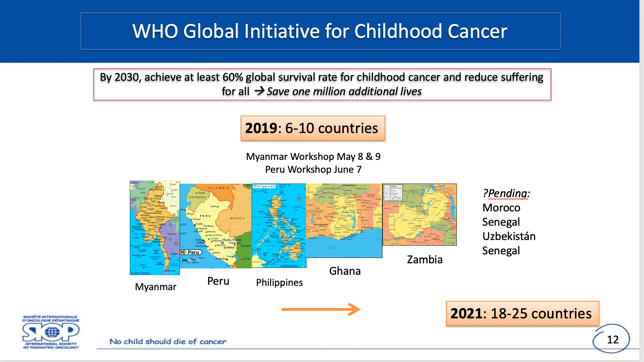 WHO Global Initiative for Childhood Cancer
By 2030, achieve at least 60% global survival rate for childhood cancer and reduce suffering
for all → Save one million additional lives
2019: 6-10 countries
Myanmar Workshop May 8 & 9
Peru Workshop June 7
?Pending:
Moroco
Senegal
Uzbekistán
Senegal
Myanmar
Peru
Philippines
Ghana
Zambia
2021: 18-25 countries
SOCIÉTÉ INTERNATIONALE
D'ONCOLOGIE PÉDIATRIQUE
SIOP
INTERNATIONAL SOCIETY
OF PAEDIATRIC ONCOLOGY
No child should die of cancer
12